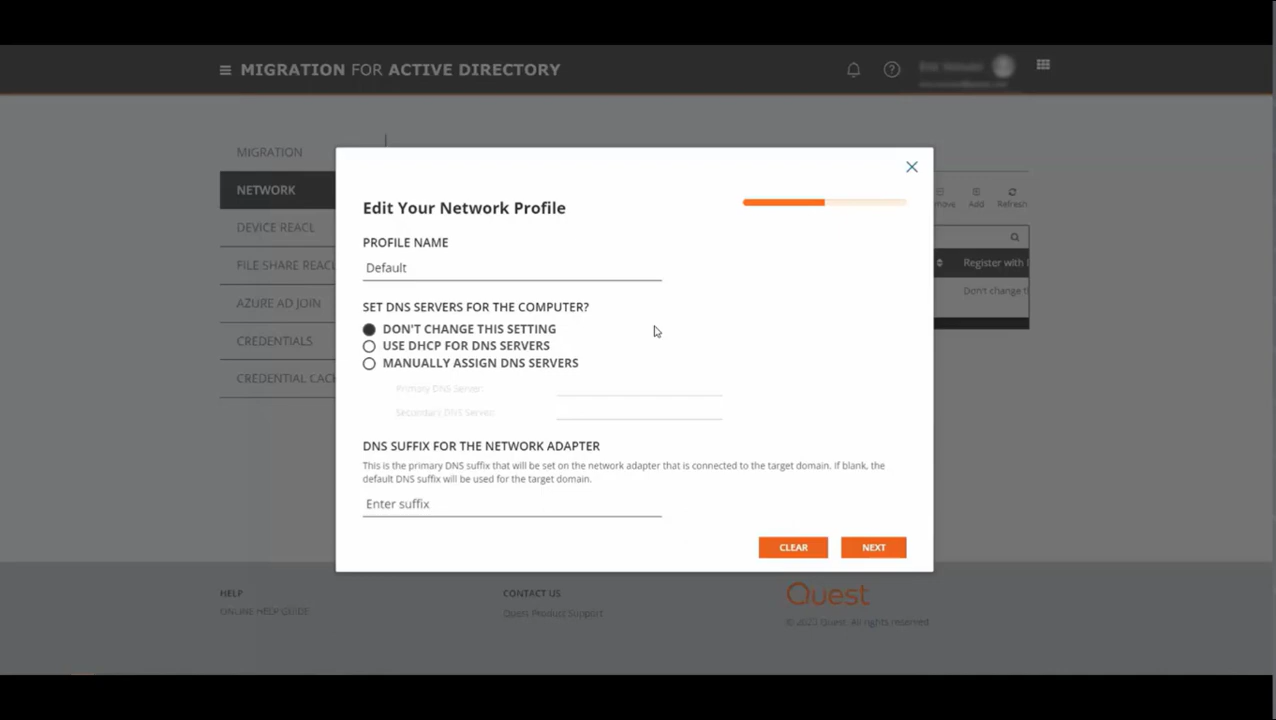 MIGRATION FOR ACTIVE DIRECTORY
MIGRATION
NETWORK
DEVICE REACL
FILE SHARE REACL
AZURE AD JOIN
CREDENTIALS
CREDENTIAL CACH
Add
Refresh
Register with
Don't change th
Edit Your Network Profile
PROFILE NAME
Default
SET DNS SERVERS FOR THE COMPUTER?
DON'T CHANGE THIS SETTING
USE DHCP FOR DNS SERVERS
MANUALLY ASSIGN DNS SERVERS
Primary DNS Server:
Secondary DNS Server:
DNS SUFFIX FOR THE NETWORK ADAPTER
This is the primary DNS suffix that will be set on the network adapter that is connected to the target domain. If blank, the
default DNS suffix will be used for the target domain.
Enter suffix
CLEAR
NEXT
HELP
ONLINE HELP GUIDE
CONTACT US
Quest Product Support
Quest
© 2023 Quest. All rights reserved